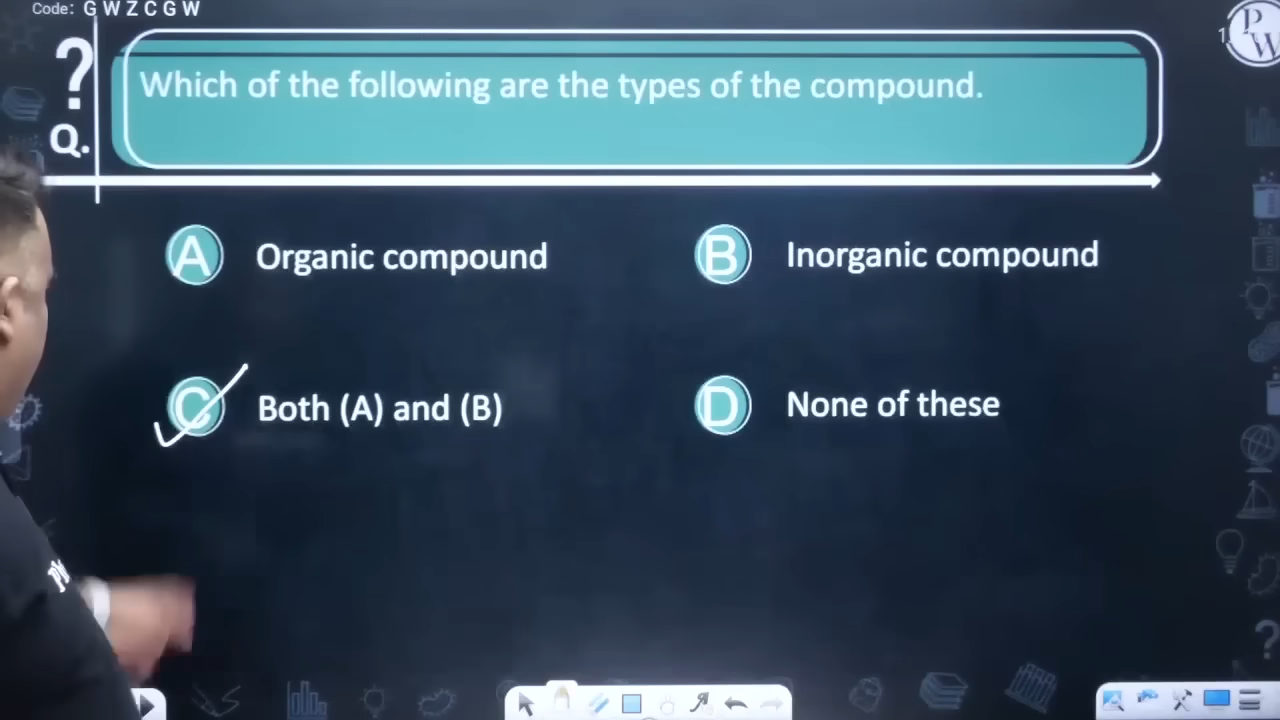 Code: G W Z C G W
P
W
1
?
Q.
Which of the following are the types of the compound.
A Organic compound
B Inorganic compound
C Both (A) and (B)
D None of these